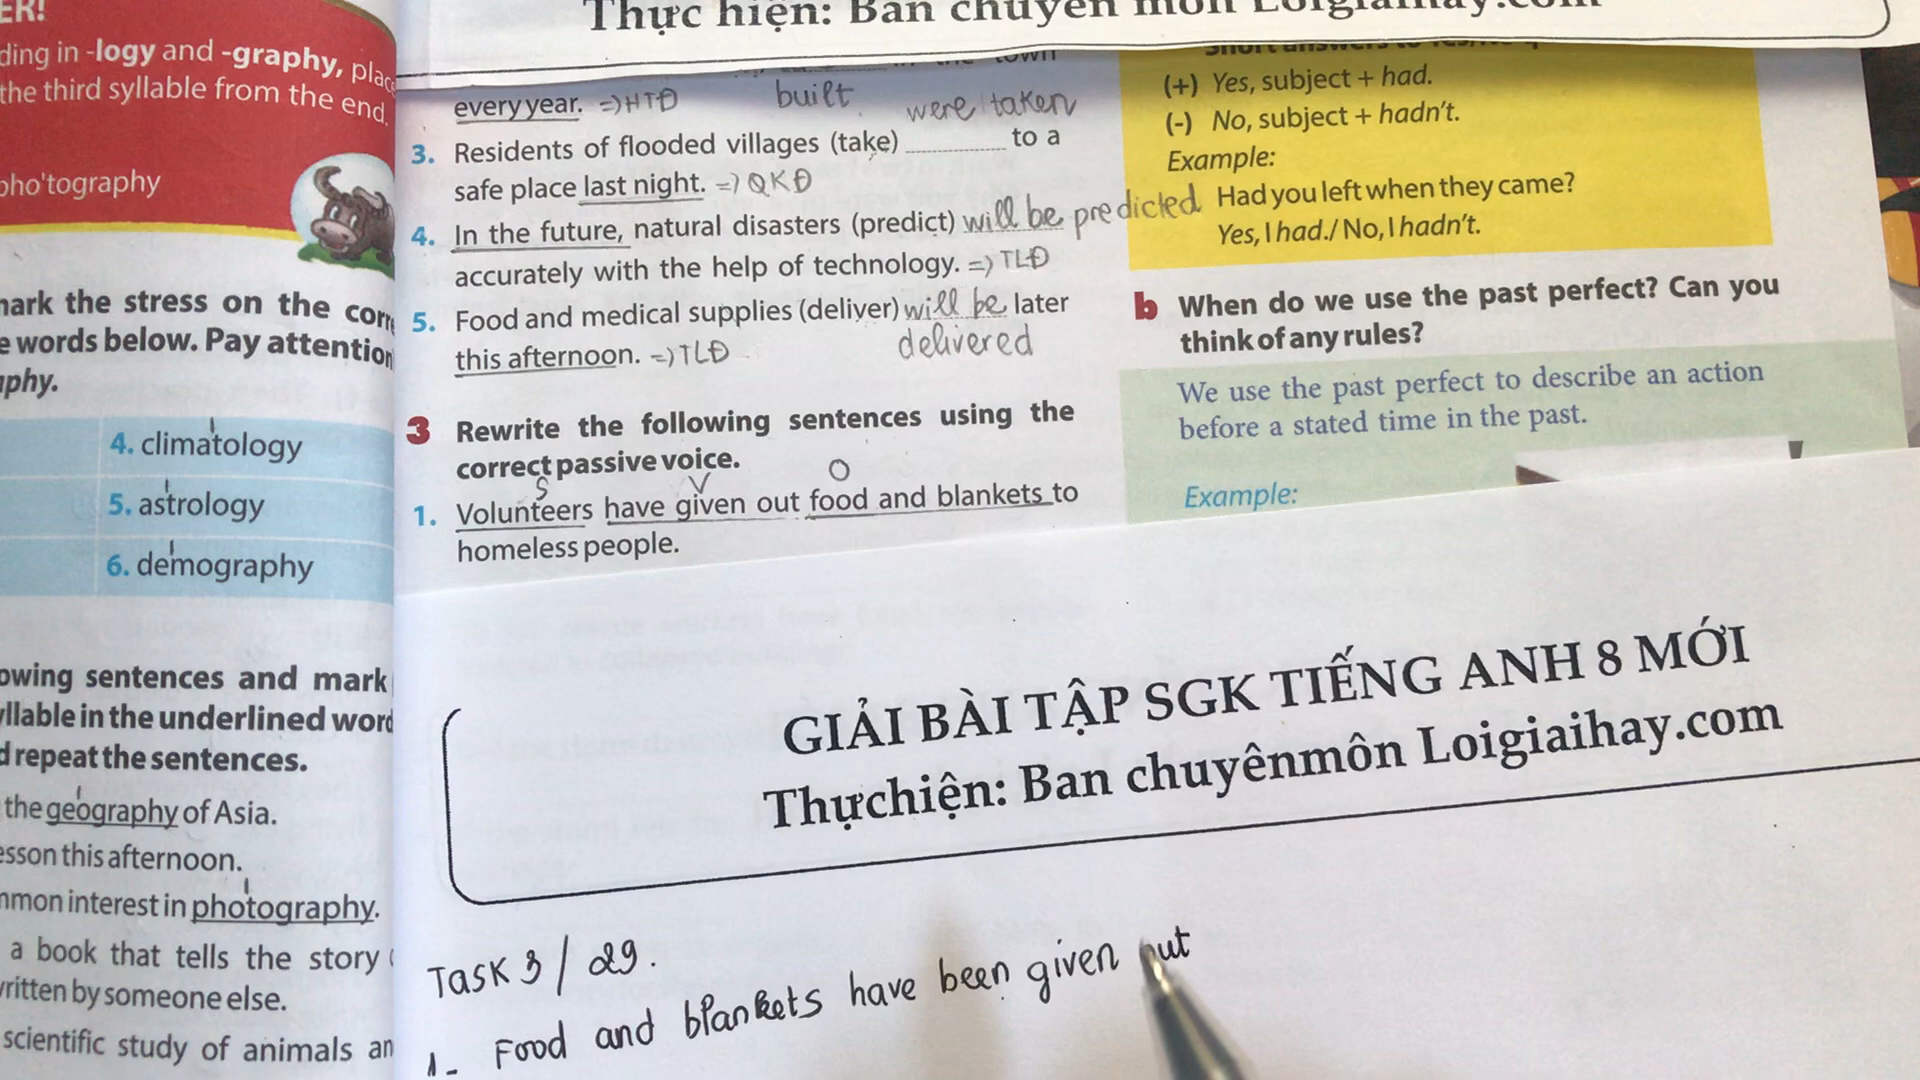 ER!
ding in -logy and -graphy, plac
the third syllable from the end.
pho'tography
mark the stress on the corre
e words below. Pay attention
aphy.
4. climatology
5. astrology
6. demography
owing sentences and mark
yllable in the underlined word
d repeat the sentences.
the geography of Asia.
esson this afternoon.
mmon interest in photography.
a book that tells the story
written by someone else.
scientific study of animals an
Thực hiện: Ban chuyên môn Loigiaihay.com
town
every year. =) HTĐ built were taken
3. Residents of flooded villages (take) to a
safe place last night. =) QKĐ
4. In the future, natural disasters (predict) will be predicted
accurately with the help of technology. =) TLĐ
5. Food and medical supplies (deliver) will be later
this afternoon. =) TLĐ delivered
3 Rewrite the following sentences using the
correct passive voice.
S V O
1. Volunteers have given out food and blankets to
homeless people.
(+) Yes, subject + had.
(-) No, subject + hadn't.
Example:
Had you left when they came?
Yes, I had./ No, I hadn't.
b When do we use the past perfect? Can you
think of any rules?
We use the past perfect to describe an action
before a stated time in the past.
Example:
GIẢI BÀI TẬP SGK TIẾNG ANH 8 MỚI
Thựchiện: Ban chuyênmôn Loigiaihay.com
Task 3 / 29.
1- Food and blankets have been given out